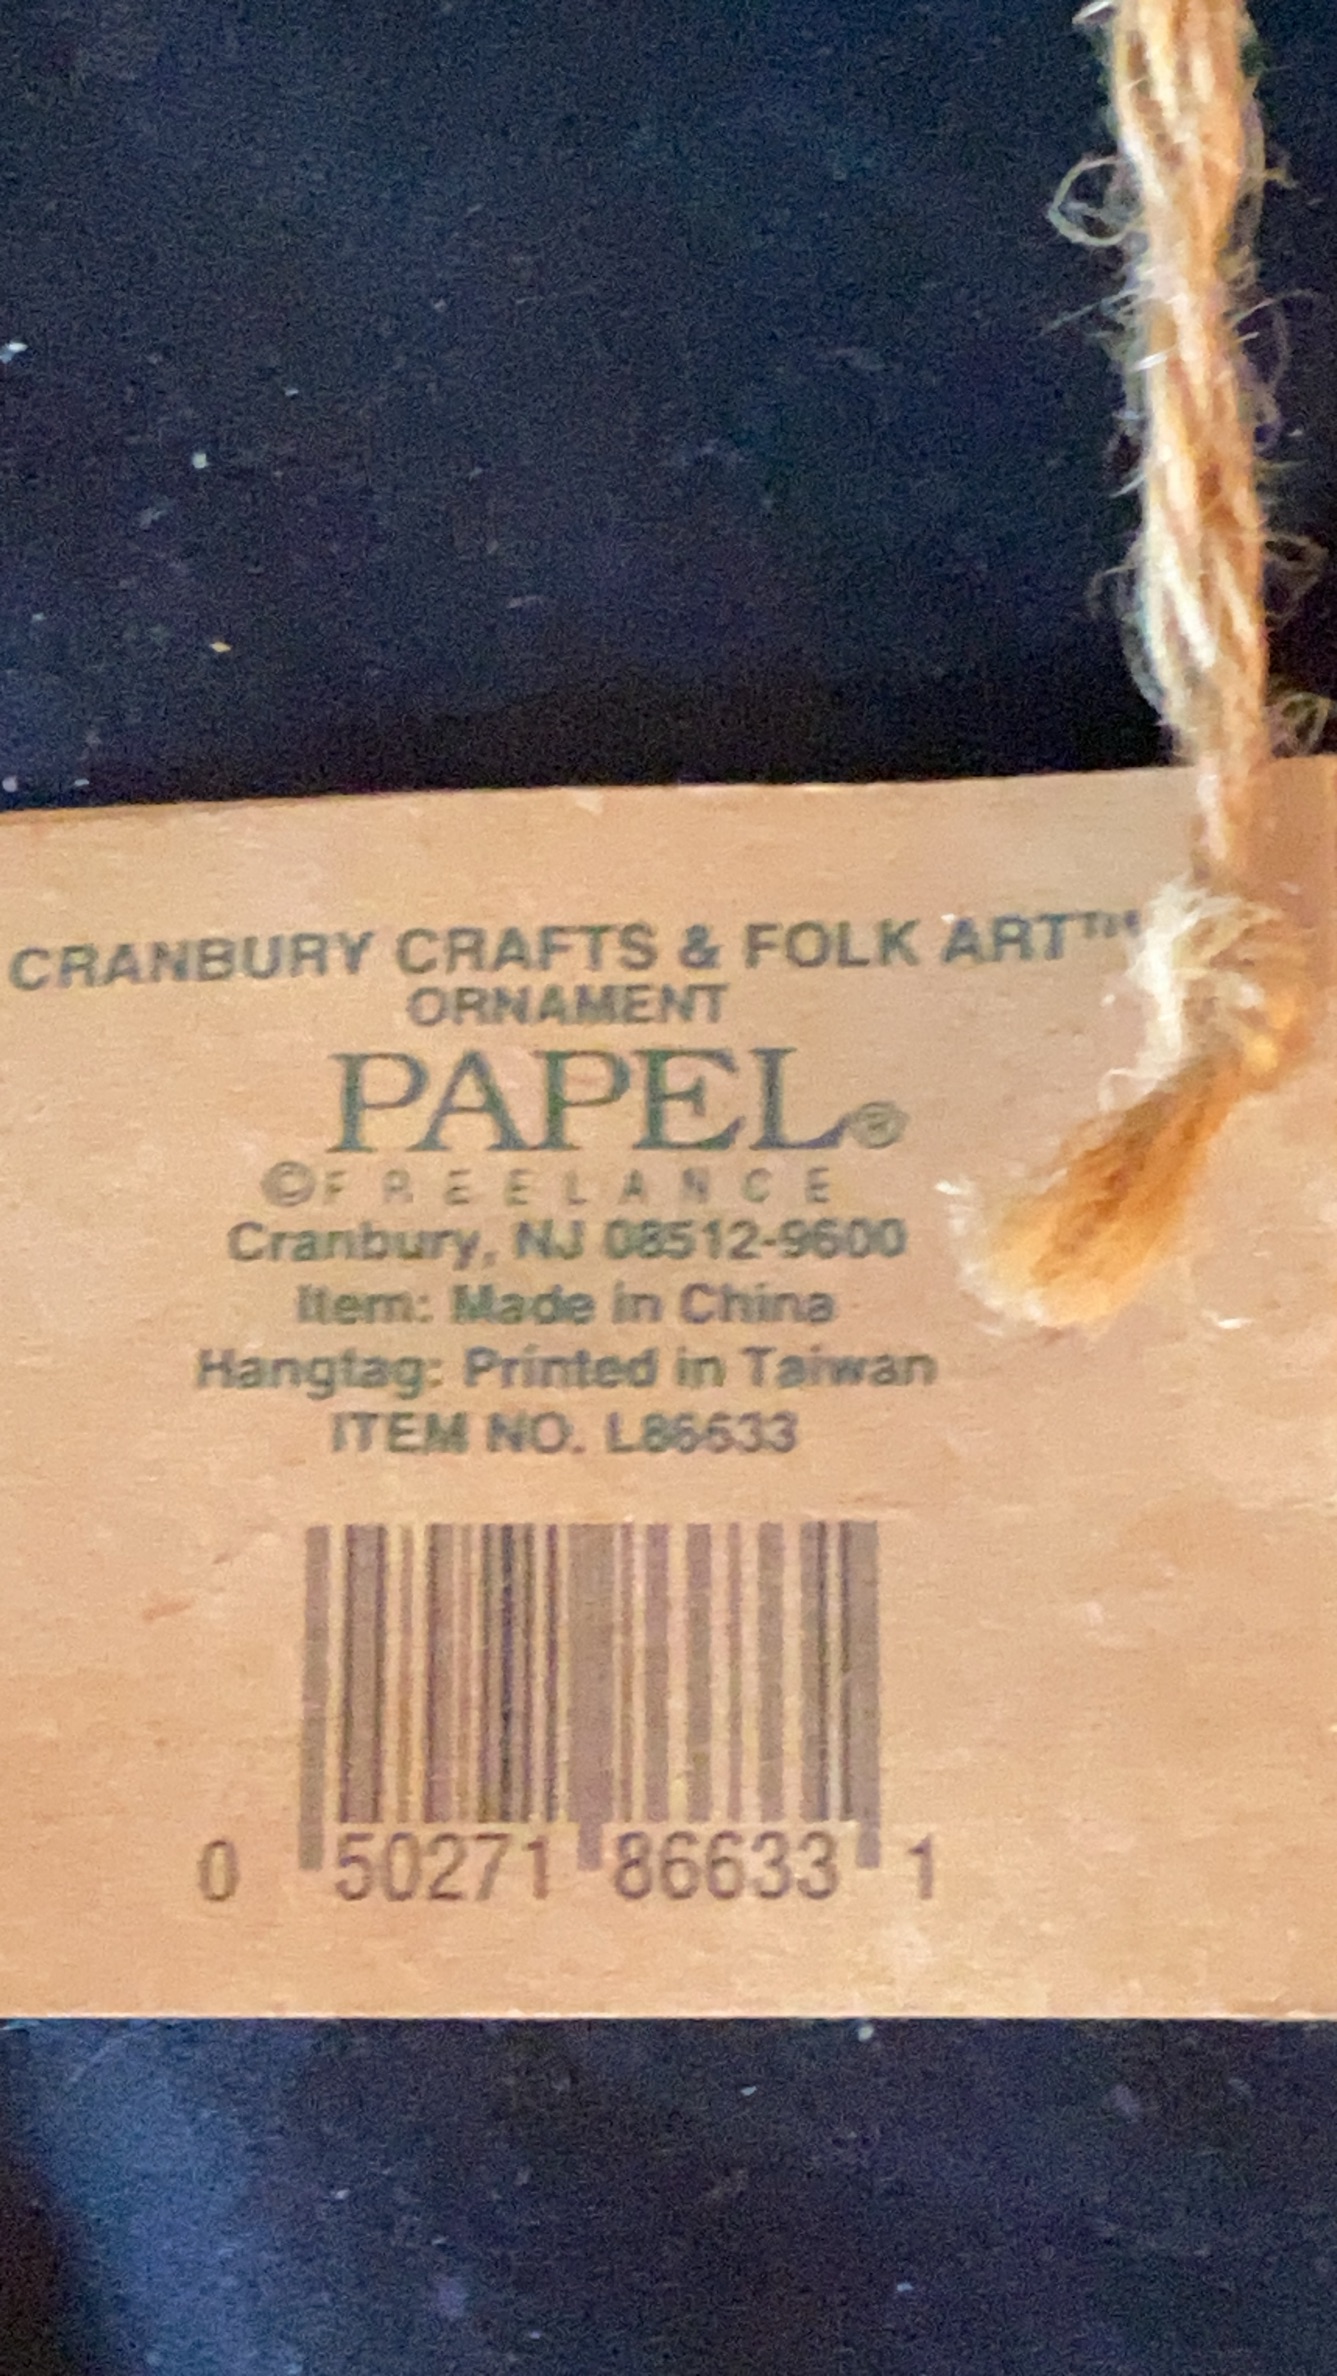 CRANBURY CRAFTS & FOLK ART™
ORNAMENT
PAPEL®
©FREELANCE
Cranbury, NJ 08512-9600
Item: Made in China
Hangtag: Printed in Taiwan
ITEM NO. L86633
0 50271 86633 1